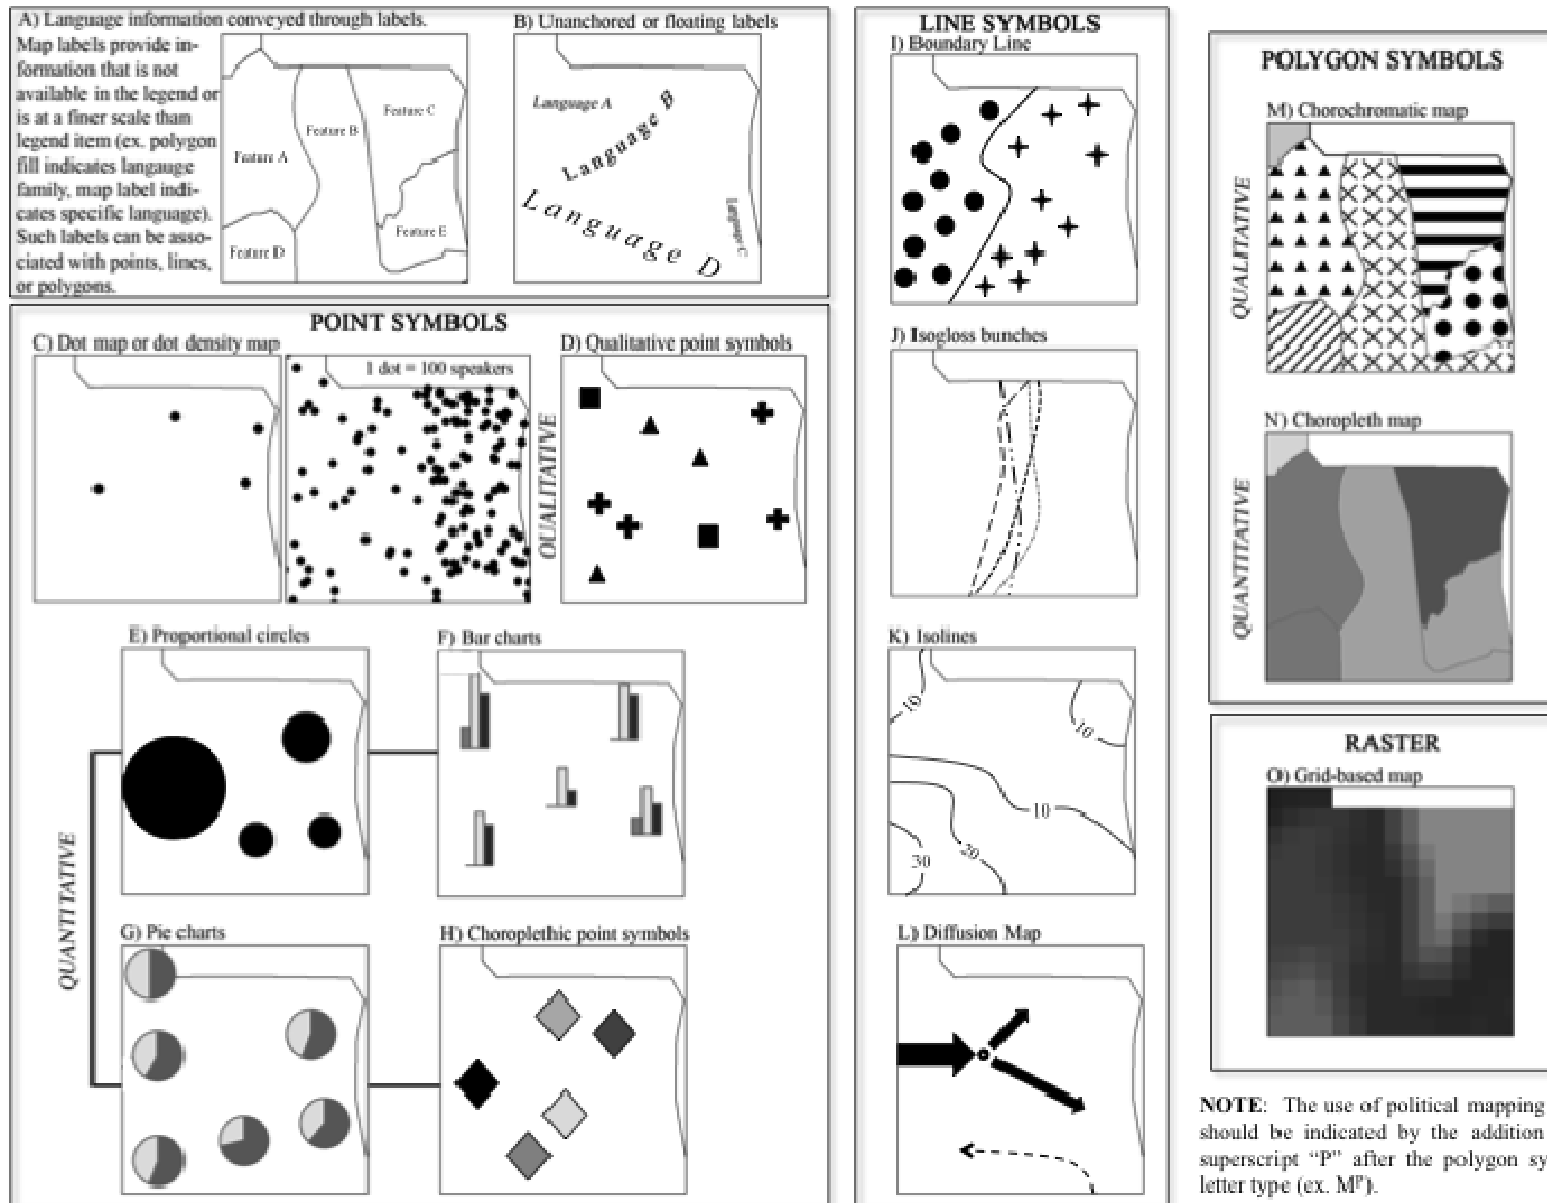 A) Language information conveyed through labels.
Map labels provide in-
formation that is not
available in the legend or
is at a finer scale than
legend item (ex. polygon
fill indicates langauge
family, map label indi-
cates specific language).
Such labels can be asso-
ciated with points, lines,
or polygons.
Feature A
Feature B
Feature C
Feature D
Feature E
B) Unanchored or floating labels
Language A
Language B
Language C
Language D
POINT SYMBOLS
C) Dot map or dot density map
1 dot = 100 speakers
D) Qualitative point symbols
QUALITATIVE
E) Proportional circles
F) Bar charts
QUANTITATIVE
G) Pie charts
H) Choroplethic point symbols
LINE SYMBOLS
I) Boundary Line
J) Isogloss bunches
K) Isolines
10
10
10
20
30
L) Diffusion Map
POLYGON SYMBOLS
M) Chorochromatic map
QUALITATIVE
N) Choropleth map
QUANTITATIVE
RASTER
O) Grid-based map
NOTE: The use of political mapping
should be indicated by the addition
superscript “P” after the polygon sy
letter type (ex. Mᴾ).